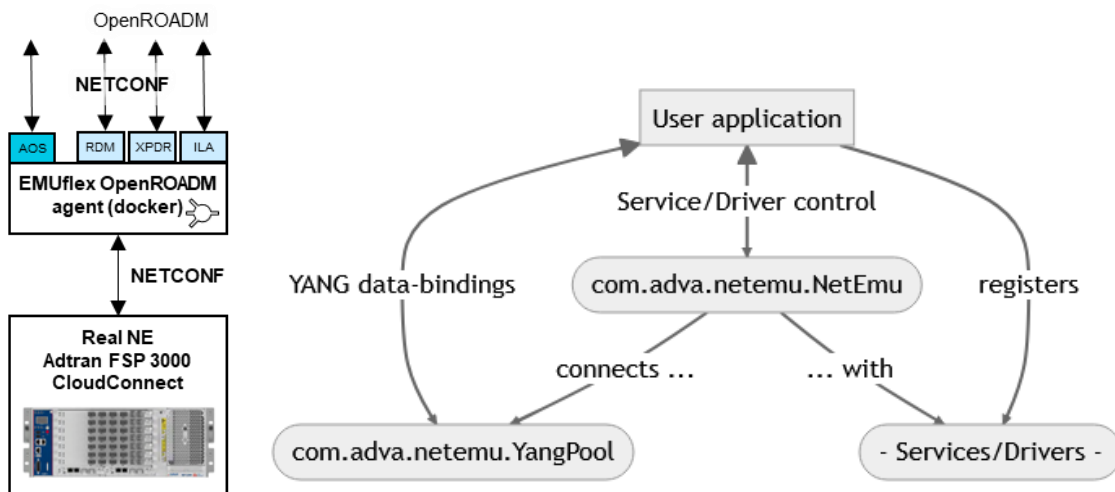 OpenROADM
NETCONF
AOS
RDM
XPDR
ILA
EMUflex OpenROADM
agent (docker)
NETCONF
Real NE
Adtran FSP 3000
CloudConnect
User application
Service/Driver control
YANG data-bindings
com.adva.netemu.NetEmu
registers
connects ...
... with
com.adva.netemu.YangPool
- Services/Drivers -